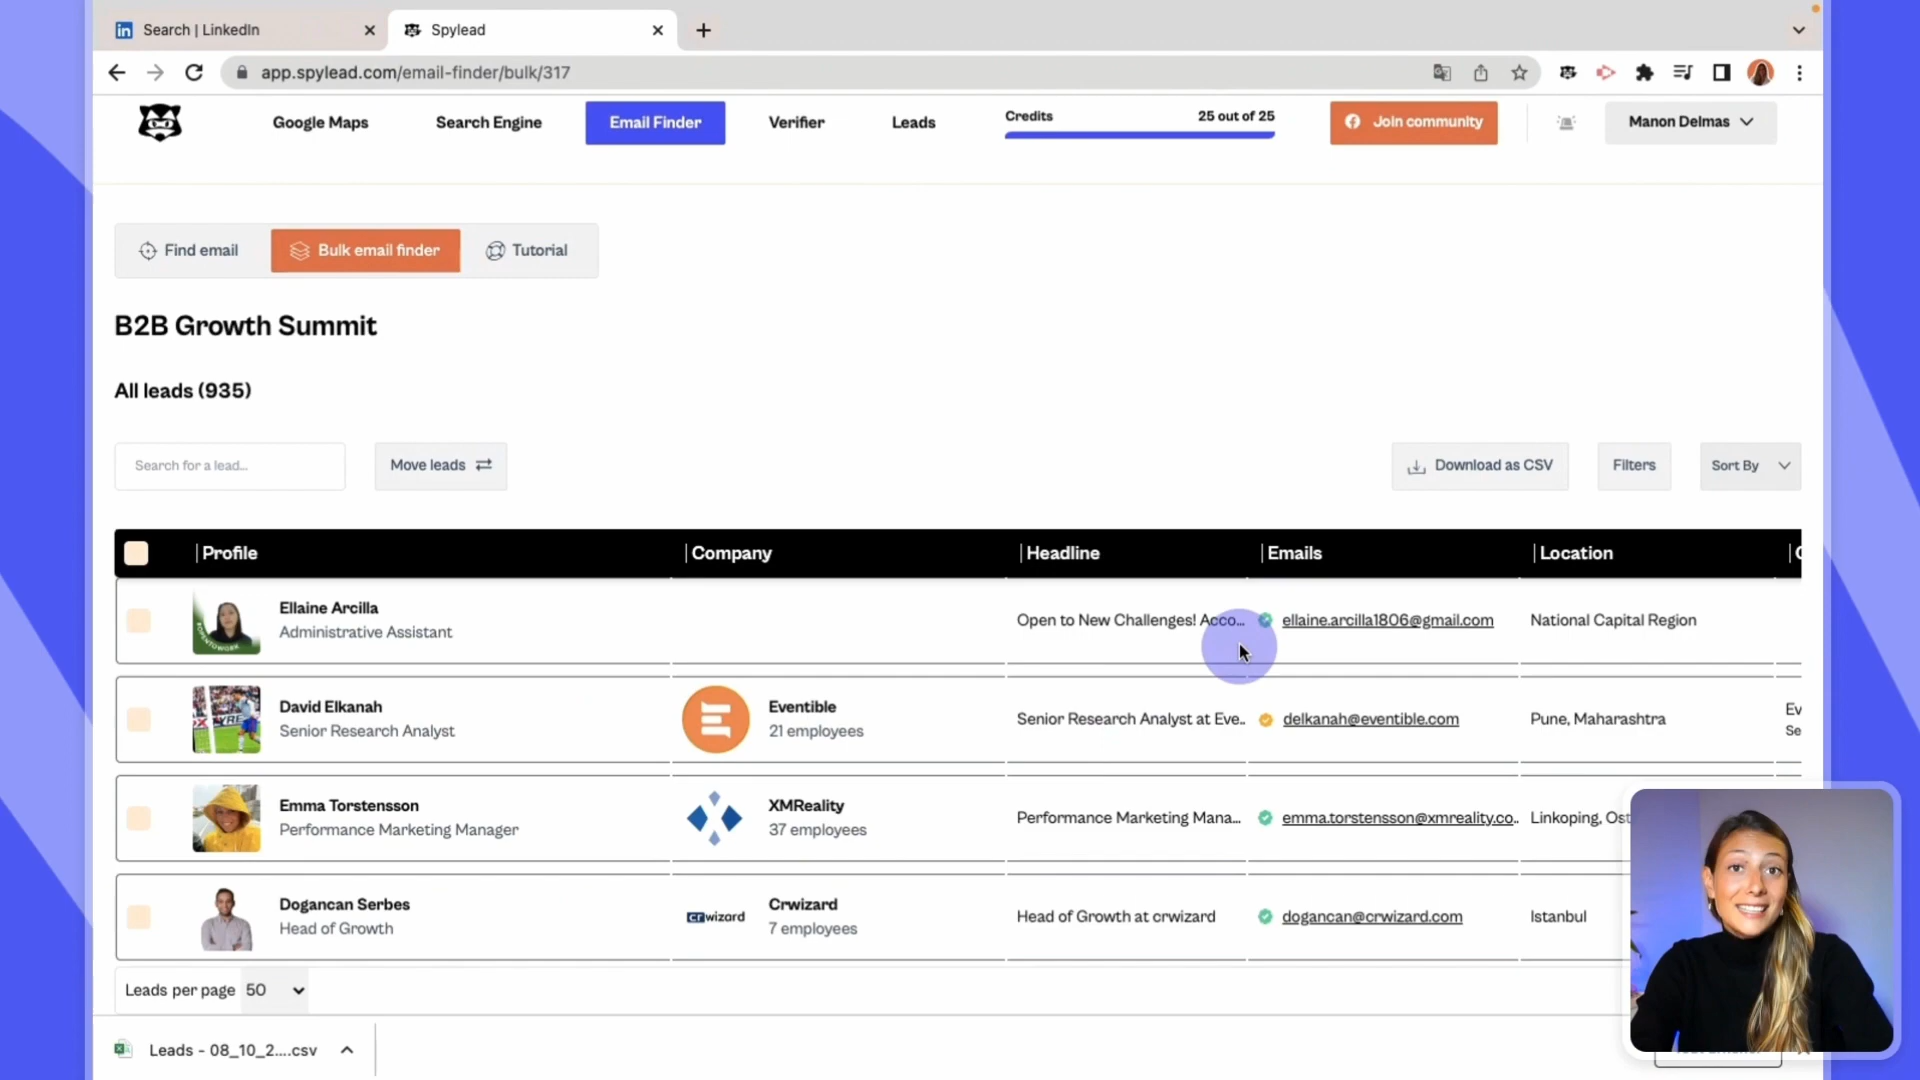 Search | LinkedIn
Spylead
app.spylead.com/email-finder/bulk/317
Google Maps
Search Engine
Email Finder
Verifier
Leads
Credits
25 out of 25
Join community
Manon Delmas
Find email
Bulk email finder
Tutorial
B2B Growth Summit
All leads (935)
Search for a lead...
Move leads
Download as CSV
Filters
Sort By
Profile
Company
Headline
Emails
Location
Ellaine Arcilla
Administrative Assistant
Open to New Challenges! Acco...
ellaine.arcilla1806@gmail.com
National Capital Region
David Elkanah
Senior Research Analyst
Eventible
21 employees
Senior Research Analyst at Eve..
delkanah@eventible.com
Pune, Maharashtra
Ev
Se
Emma Torstensson
Performance Marketing Manager
XMReality
37 employees
Performance Marketing Mana...
emma.torstensson@xmreality.co..
Linkoping, Ost
Dogancan Serbes
Head of Growth
crwizard
Crwizard
7 employees
Head of Growth at crwizard
dogancan@crwizard.com
Istanbul
Leads per page 50
Leads - 08_10_2....csv